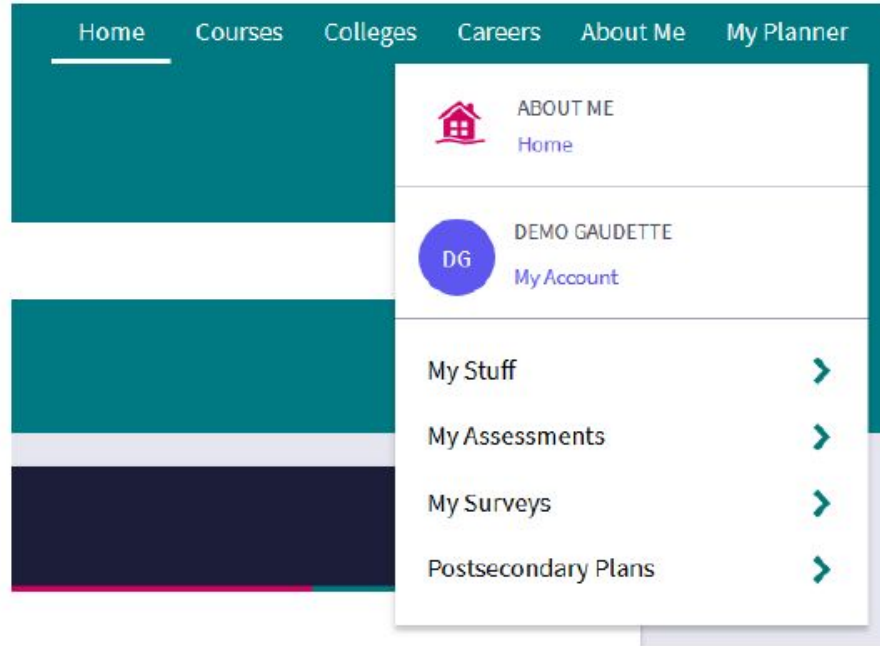 Home Courses Colleges Careers About Me My Planner
ABOUT ME
Home
DG
DEMO GAUDETTE
My Account
My Stuff
My Assessments
My Surveys
Postsecondary Plans